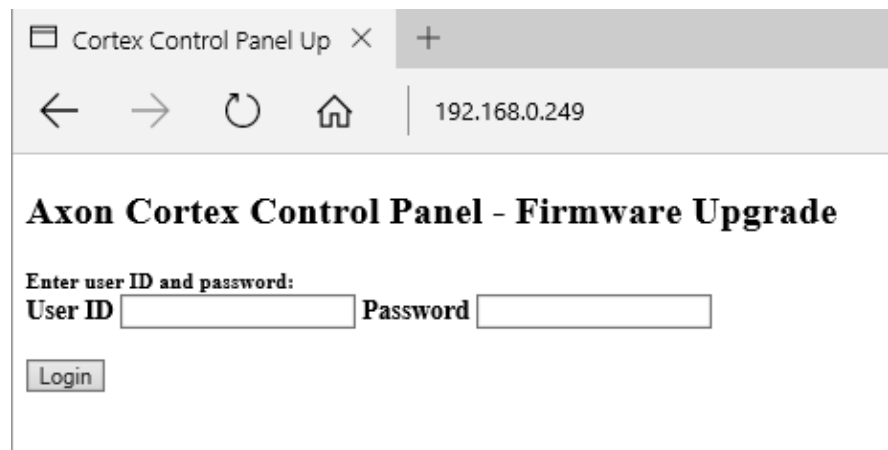 Cortex Control Panel Up
192.168.0.249
Axon Cortex Control Panel - Firmware Upgrade
Enter user ID and password:
User ID Password
Login